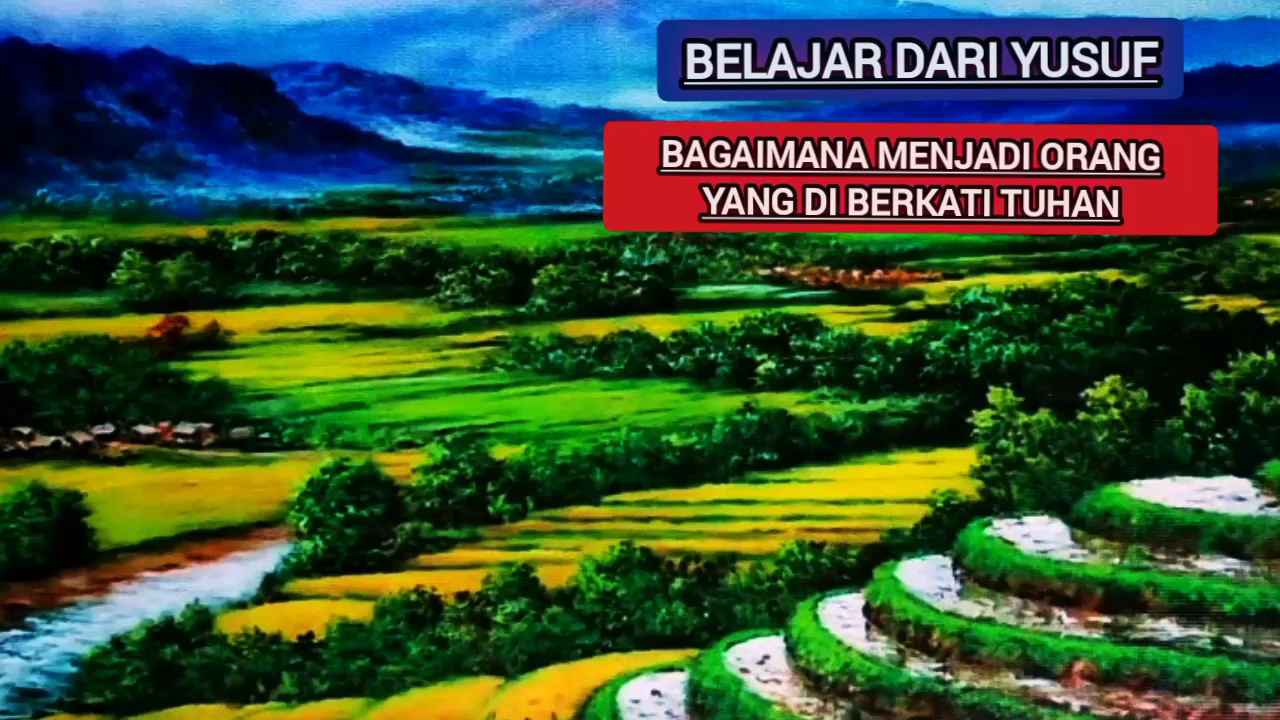 BELAJAR DARI YUSUF
BAGAIMANA MENJADI ORANG
YANG DI BERKATI TUHAN